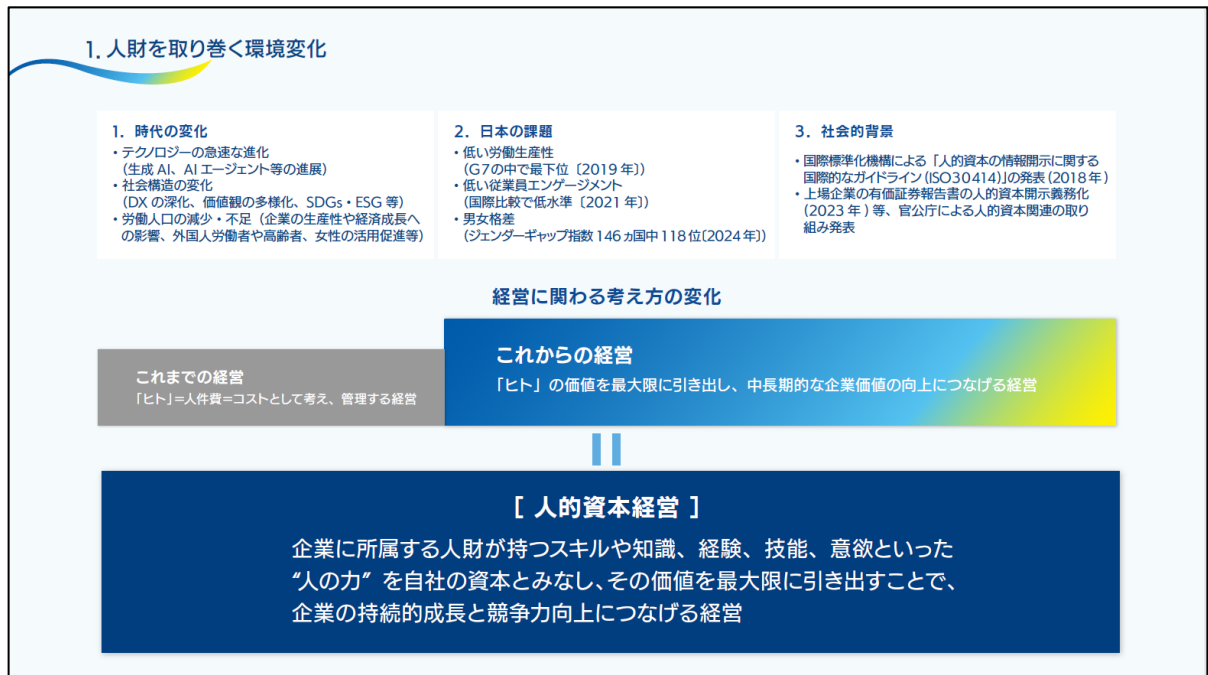 1. 人財を取り巻く環境変化
1. 時代の変化
・テクノロジーの急速な進化
(生成 AI、AI エージェント等の進展)
・社会構造の変化
(DX の深化、価値観の多様化、SDGs・ESG 等)
・労働人口の減少・不足（企業の生産性や経済成長へ
の影響、外国人労働者や高齢者、女性の活用促進等)
2. 日本の課題
・低い労働生産性
(G7の中で最下位〔2019 年〕)
・低い従業員エンゲージメント
(国際比較で低水準〔2021 年〕)
・男女格差
(ジェンダーギャップ指数 146 ヵ国中 118 位〔2024年〕)
3. 社会的背景
・国際標準化機構による「人的資本の情報開示に関する
国際的なガイドライン (ISO30414)」の発表 (2018 年)
・上場企業の有価証券報告書の人的資本開示義務化
(2023 年 ) 等、官公庁による人的資本関連の取り
組み発表
経営に関わる考え方の変化
これまでの経営
「ヒト」=人件費=コストとして考え、管理する経営
これからの経営
「ヒト」の価値を最大限に引き出し、中長期的な企業価値の向上につなげる経営
[ 人的資本経営 ]
企業に所属する人財が持つスキルや知識、経験、技能、意欲といった
“人の力” を自社の資本とみなし、その価値を最大限に引き出すことで、
企業の持続的成長と競争力向上につなげる経営